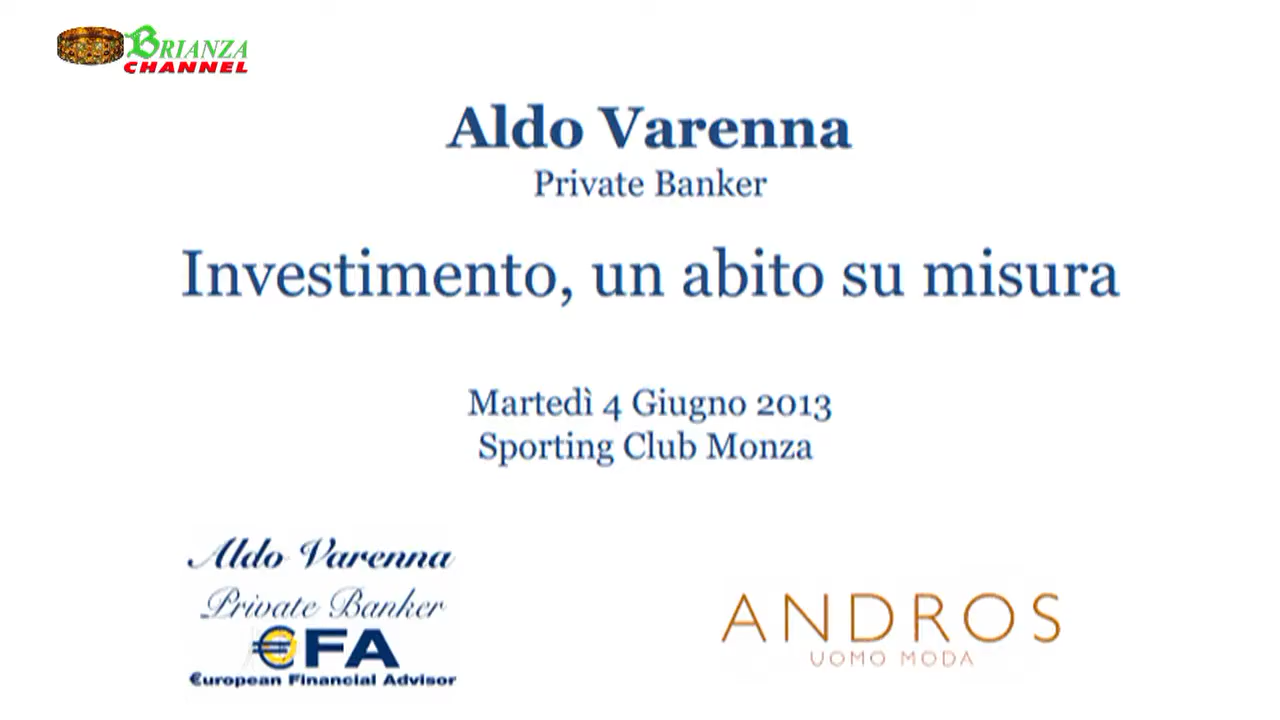 BRIANZA
CHANNEL
Aldo Varenna
Private Banker
Investimento, un abito su misura
Martedì 4 Giugno 2013
Sporting Club Monza
Aldo Varenna
Private Banker
€FA
€uropean Financial Advisor
ANDROS
UOMO MODA